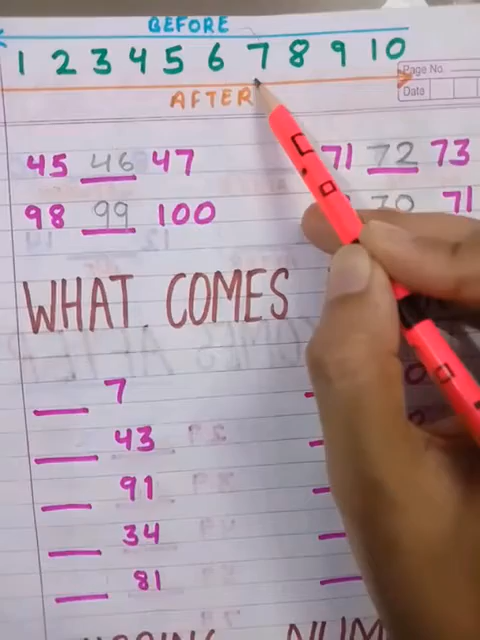 BEFORE
1 2 3 4 5 6 7 8 9 10
Page No.
Date
AFTER
45 46 47 71 72 73
98 99 100 70 71
WHAT COMES
7
43
91
34
81